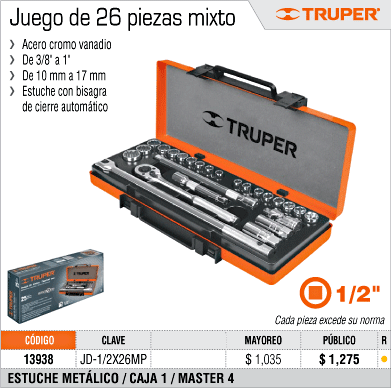 Juego de 26 piezas mixto
TRUPER®
Acero cromo vanadio
De 3/8" a 1"
De 10 mm a 17 mm
Estuche con bisagra
de cierre automático
TRUPER
1/2"
Cada pieza excede su norma
CÓDIGO CLAVE MAYOREO PÚBLICO R
13938 JD-1/2X26MP $ 1,035 $ 1,275
ESTUCHE METÁLICO / CAJA 1 / MASTER 4